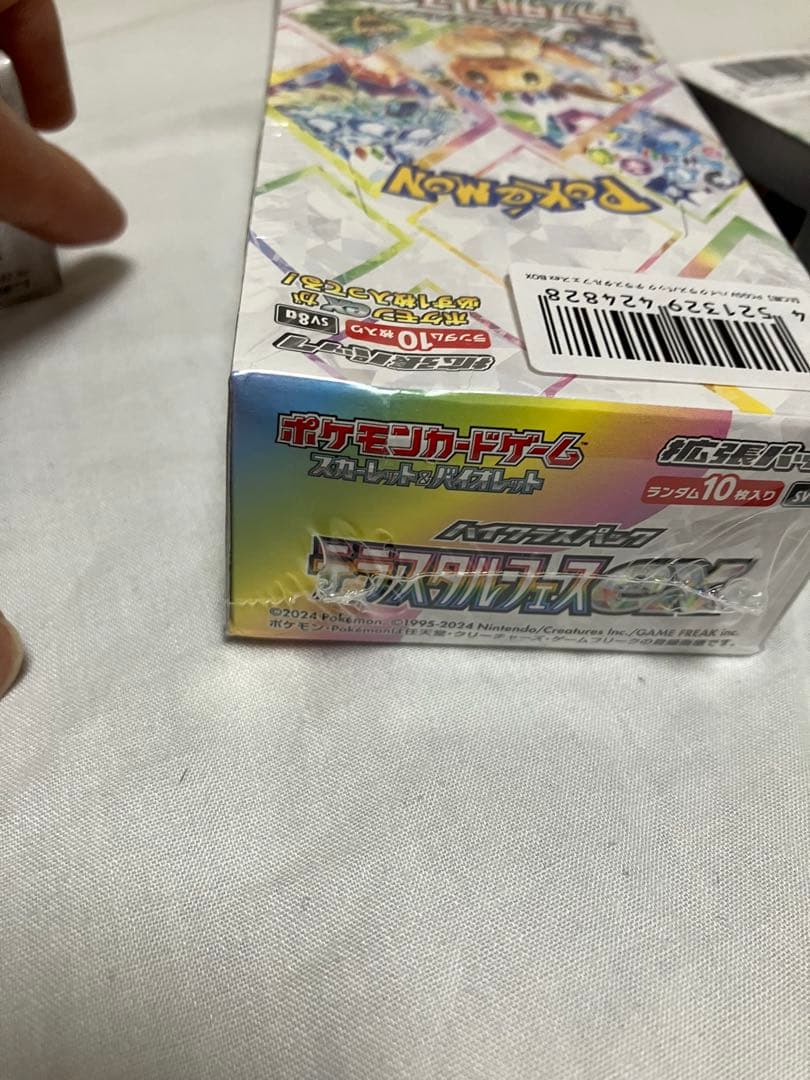 POKéMON
4 521329 424828
拡張パック
ランダム10枚入り
sv8a
ポケモンexが
必ず1枚入ってる!
ポケモンカードゲーム
スカーレット&バイオレット
拡張パッ
ランダム10枚入り
sv
ハイクラスパック
テラスタルフェスex
©2024 Pokémon. ©1995-2024 Nintendo/Creatures Inc./GAME FREAK inc.
ポケモン・Pokémonは任天堂・クリーチャーズ・ゲームフリークの登録商標です。